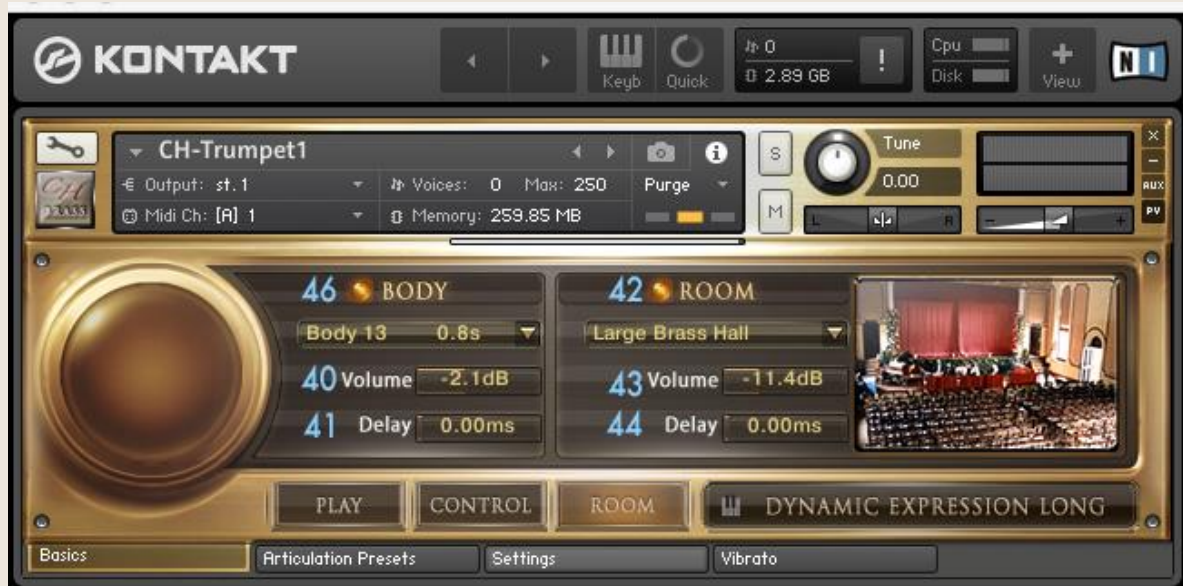 KONTAKT
Keyb Quick
0
2.89 GB
!
Cpu
Disk
View
NI
CH-Trumpet1
i
S
Tune
0.00
Output: st.1
Voices: 0 Max: 250
Purge
Midi Ch: [A] 1
Memory: 259.85 MB
M
L R
- +
x
-
AUX
PV
CH
BRASS
46 BODY
Body 13 0.8s
40 Volume -2.1dB
41 Delay 0.00ms
42 ROOM
Large Brass Hall
43 Volume -11.4dB
44 Delay 0.00ms
PLAY CONTROL ROOM DYNAMIC EXPRESSION LONG
Basics Articulation Presets Settings Vibrato